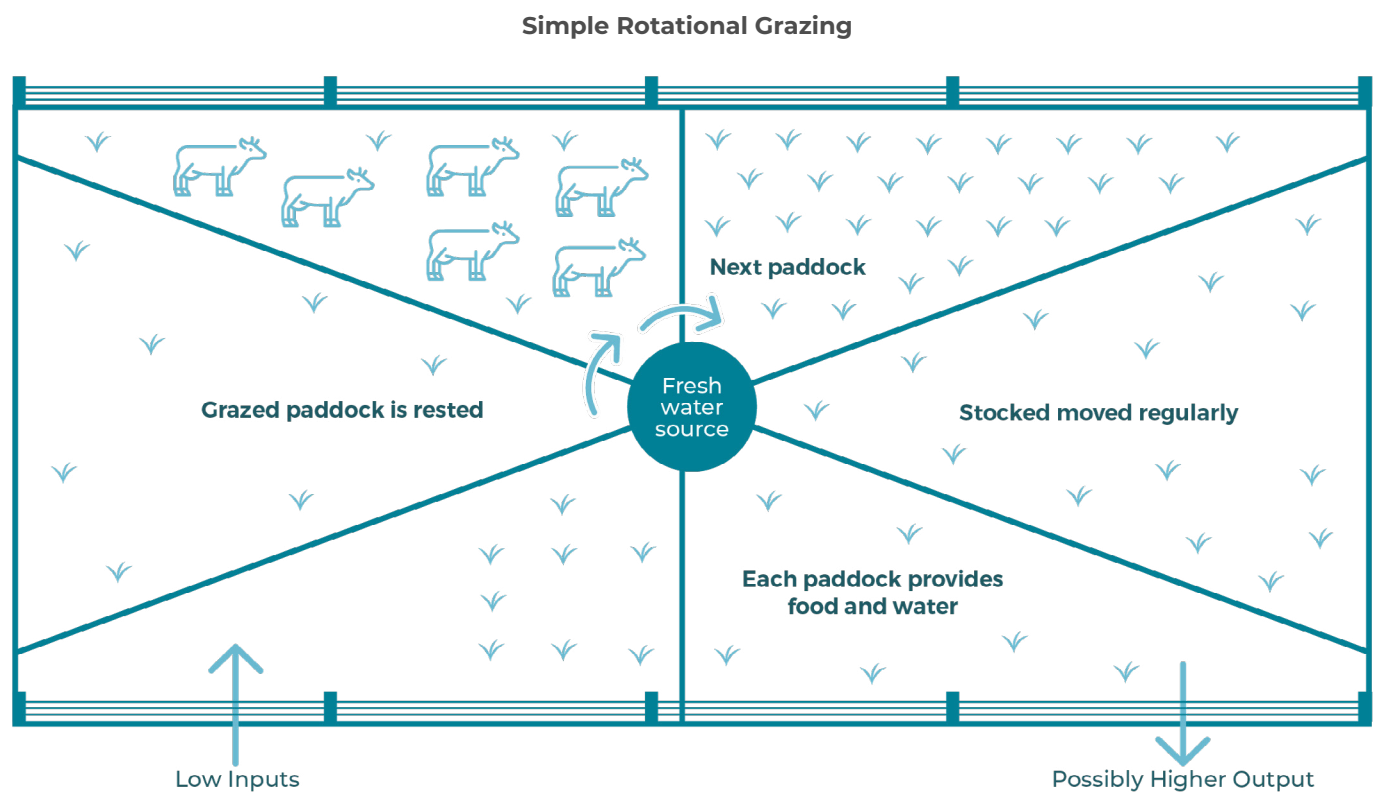 Simple Rotational Grazing
Next paddock
Fresh
water
source
Grazed paddock is rested
Stocked moved regularly
Each paddock provides
food and water
Low Inputs
Possibly Higher Output